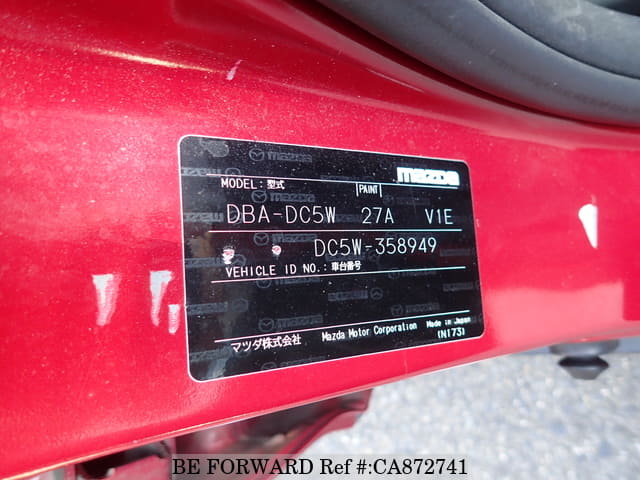 mazda
MODEL: 型式 PAINT
DBA-DC5W 27A V1E
DC5W-358949
VEHICLE ID NO.: 車台番号
マツダ株式会社 Mazda Motor Corporation Made in Japan
(N173)
BE FORWARD Ref #:CA872741